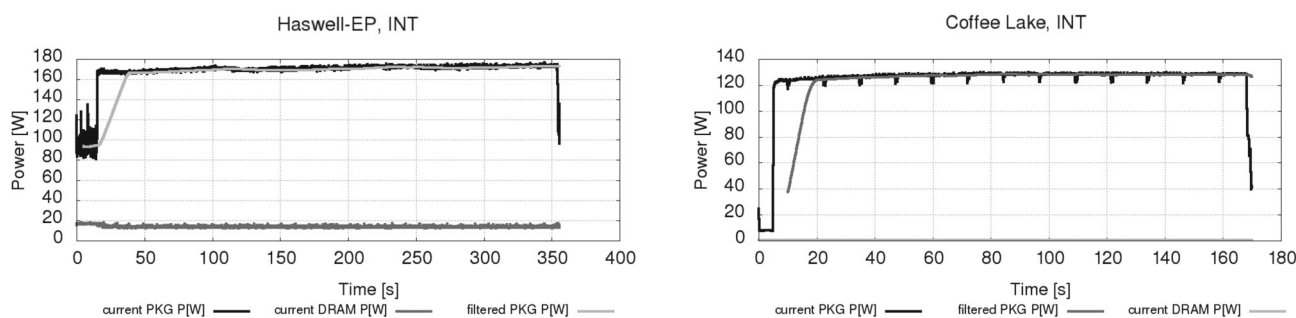 Haswell-EP, INT
Power [W]
180
160
140
120
100
80
60
40
20
0
0 50 100 150 200 250 300 350 400
Time [s]
current PKG P[W] current DRAM P[W] filtered PKG P[W]
Coffee Lake, INT
Power [W]
140
120
100
80
60
40
20
0
0 20 40 60 80 100 120 140 160 180
Time [s]
current PKG P[W] filtered PKG P[W] current DRAM P[W]